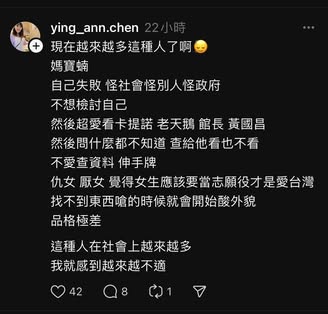 ying_ann.chen 22小時
現在越來越多這種人了啊😔
媽寶蝻
自己失敗 怪社會怪別人怪政府
不想檢討自己
然後超愛看卡提諾 老天鵝 館長 黃國昌
然後問什麼都不知道 查給他看也不看
不愛查資料 伸手牌
仇女 厭女 覺得女生應該要當志願役才是愛台灣
找不到東西嗆的時候就會開始酸外貌
品格極差
這種人在社會上越來越多
我就感到越來越不適
42 8 1